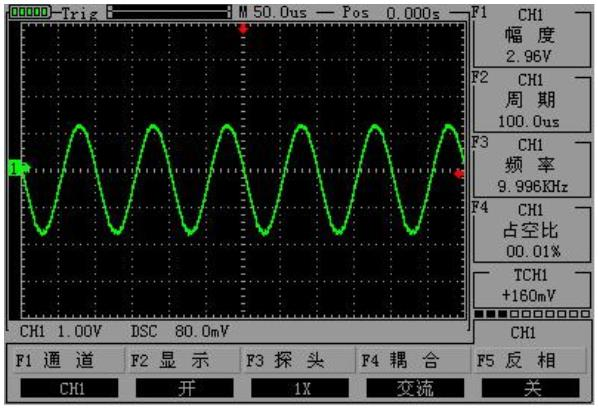 Trig M 50.0us Pos 0.000s
F1 CH1
幅 度
2.96V
F2 CH1
周 期
100.0us
F3 CH1
频 率
9.996KHz
F4 CH1
占空比
00.01%
TCH1
+160mV
1
CH1 1.00V DSC 80.0mV
CH1
F1 通 道 F2 显 示 F3 探 头 F4 耦 合 F5 反 相
CH1 开 1X 交流 关